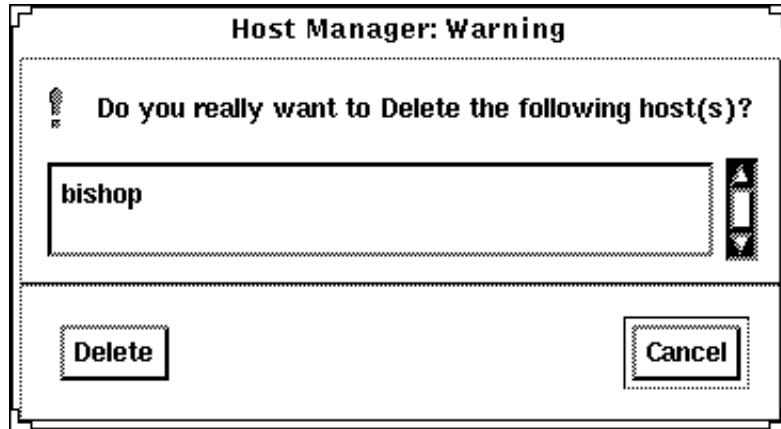 Host Manager: Warning
Do you really want to Delete the following host(s)?
bishop
Delete
Cancel